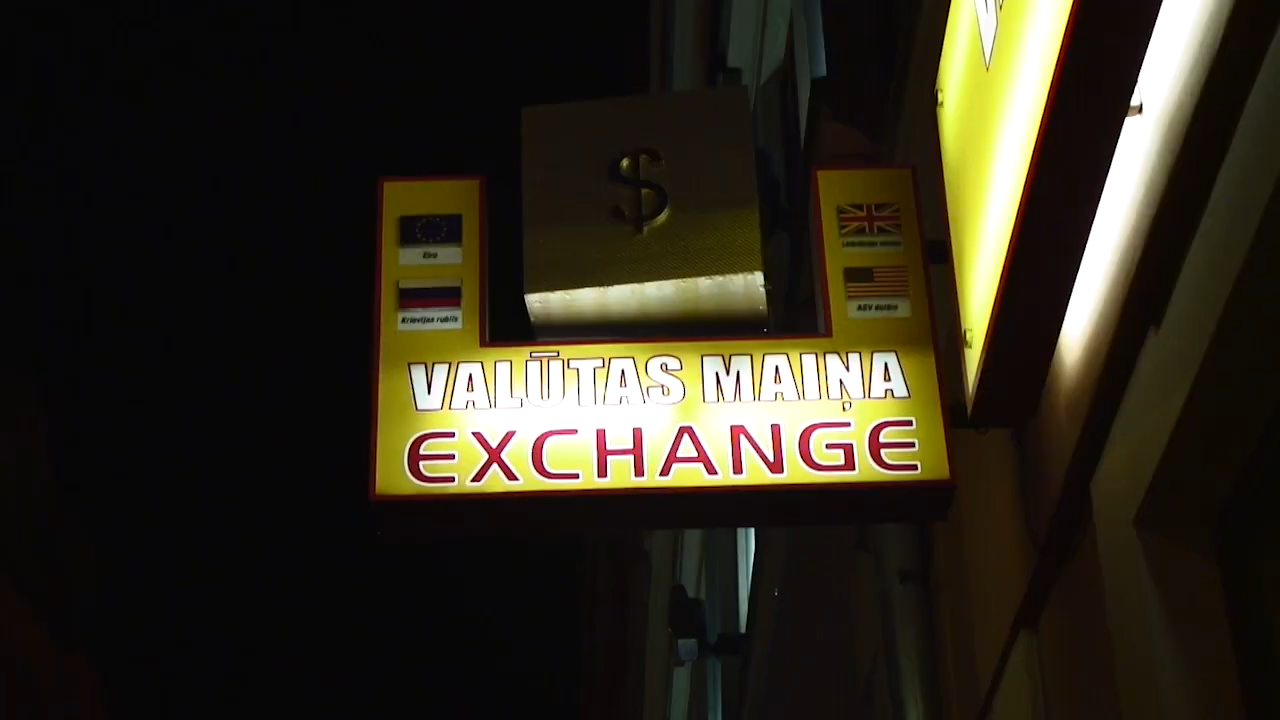 $
Eiro
Krievijas rublis
ASV dolārs
VALŪTAS MAIŅA
EXCHANGE